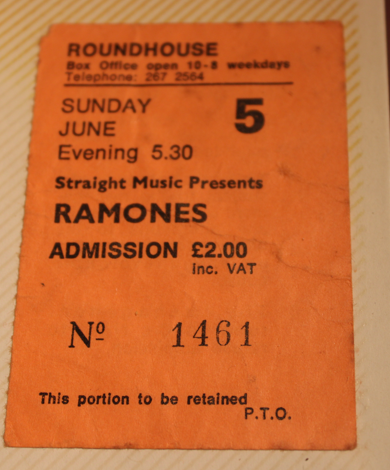 ROUNDHOUSE
Box Office open 10-8 weekdays
Telephone: 267 2564
SUNDAY 5
JUNE
Evening 5.30
Straight Music Presents
RAMONES
ADMISSION £2.00
inc. VAT
Nº 1461
This portion to be retained
P.T.O.